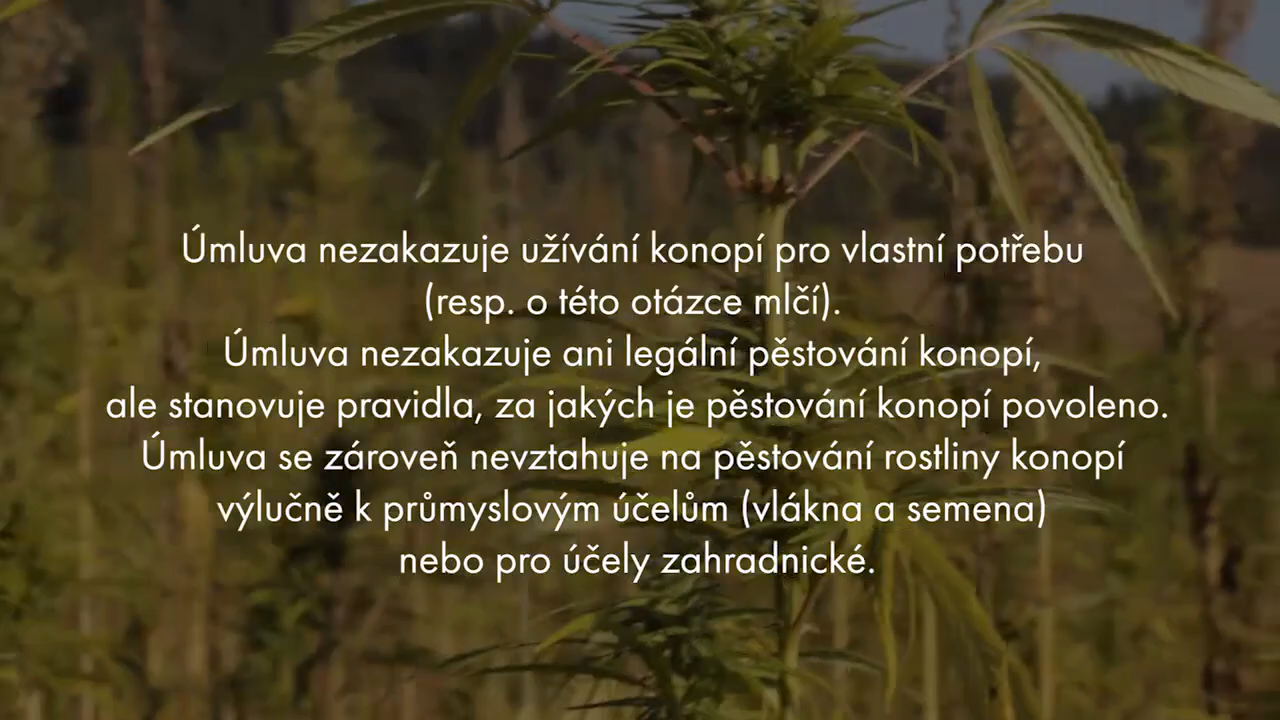 Úmluva nezakazuje užívání konopí pro vlastní potřebu
(resp. o této otázce mlčí).
Úmluva nezakazuje ani legální pěstování konopí,
ale stanovuje pravidla, za jakých je pěstování konopí povoleno.
Úmluva se zároveň nevztahuje na pěstování rostliny konopí
výlučně k průmyslovým účelům (vlákna a semena)
nebo pro účely zahradnické.